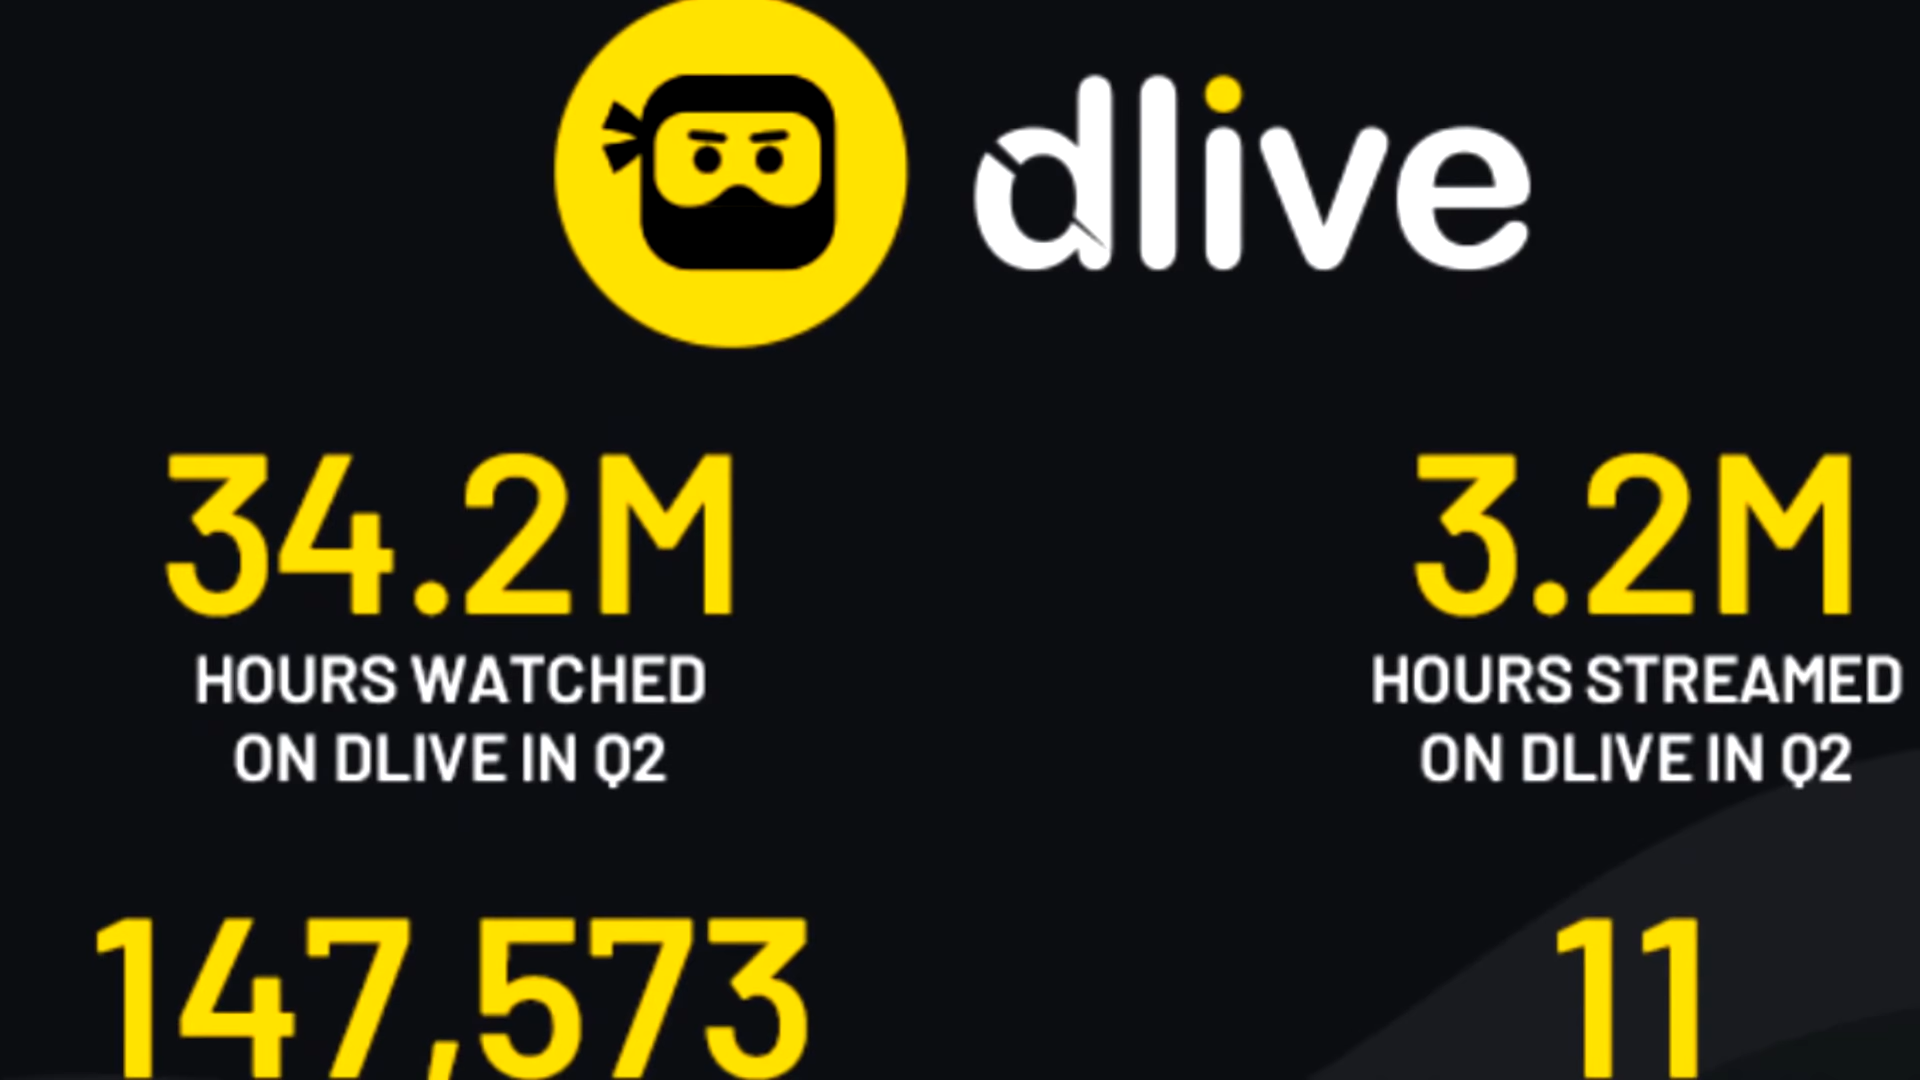 dlive
34.2M
HOURS WATCHED
ON DLIVE IN Q2
3.2M
HOURS STREAMED
ON DLIVE IN Q2
147,573
11